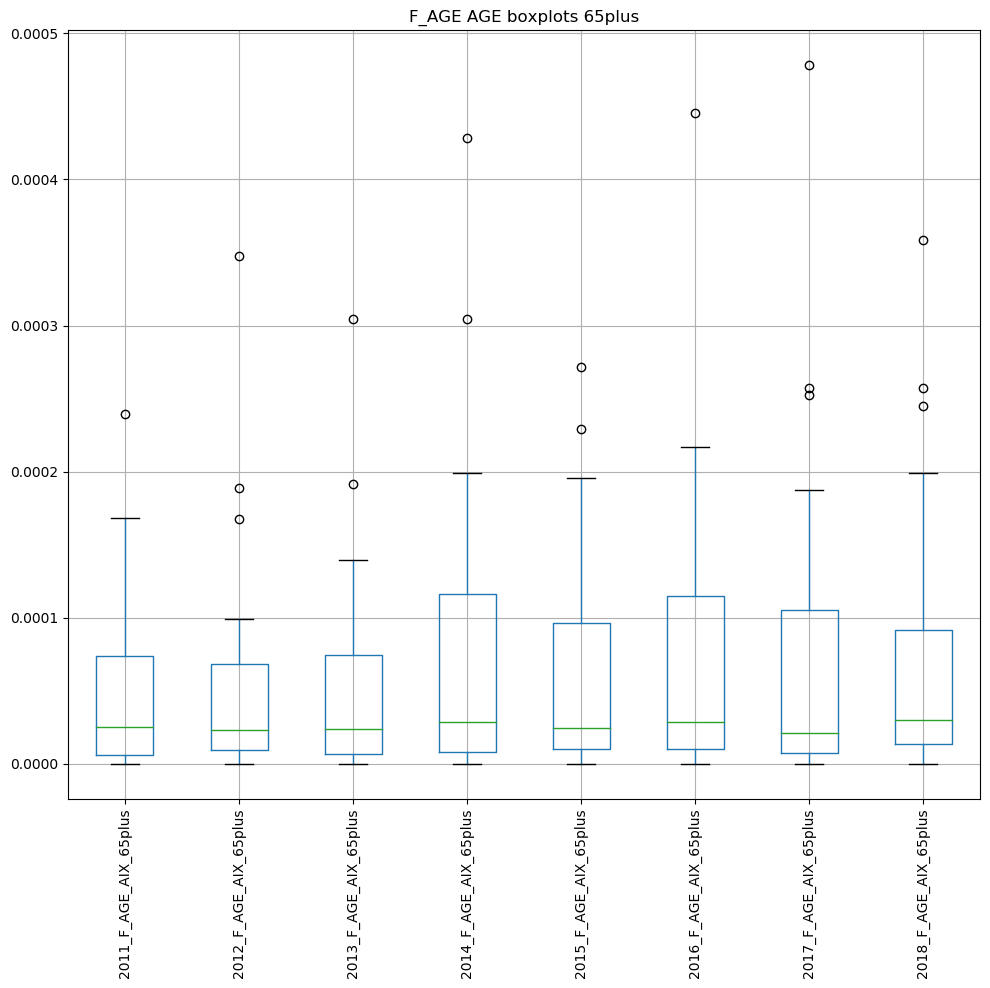 F_AGE AGE boxplots 65plus
0.0005
0.0004
0.0003
0.0002
0.0001
0.0000
2011_F_AGE_AIX_65plus
2012_F_AGE_AIX_65plus
2013_F_AGE_AIX_65plus
2014_F_AGE_AIX_65plus
2015_F_AGE_AIX_65plus
2016_F_AGE_AIX_65plus
2017_F_AGE_AIX_65plus
2018_F_AGE_AIX_65plus